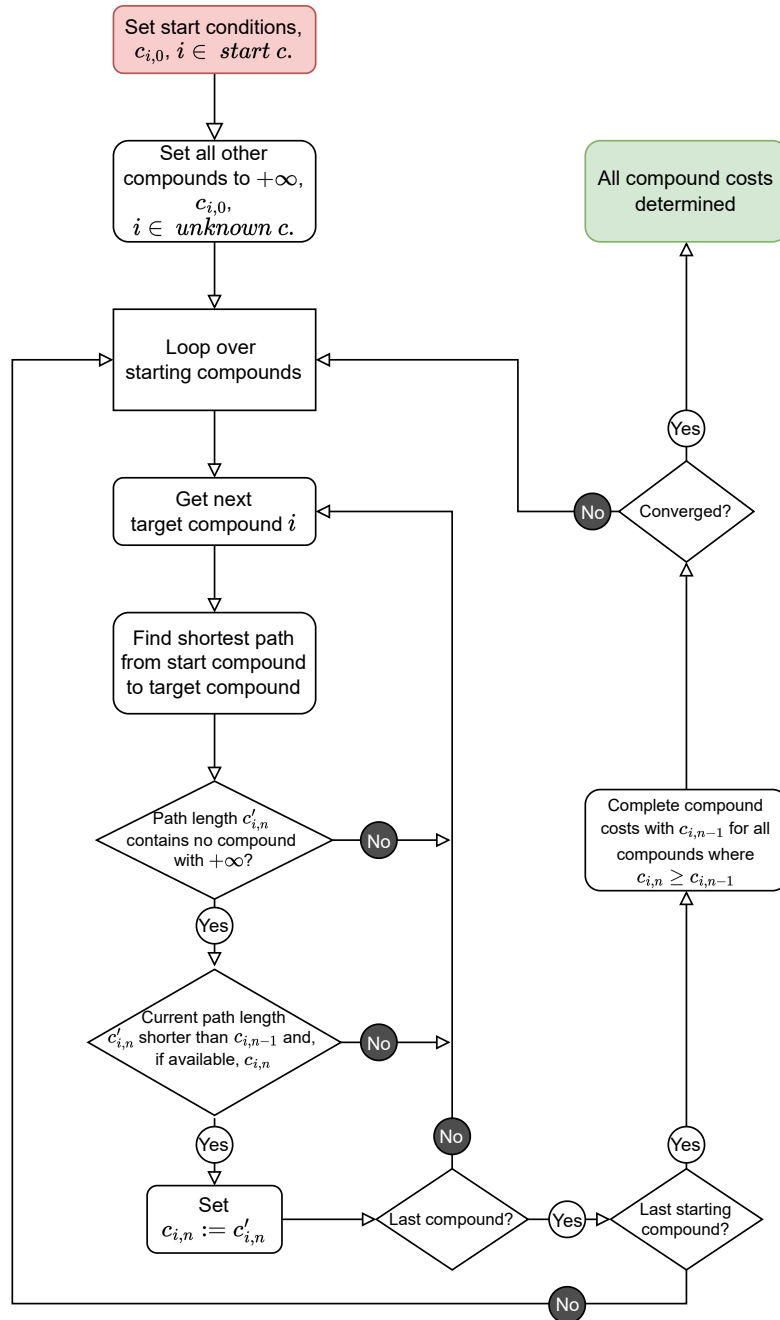 Set start conditions,
c_{i,0}, i ∈ start c.
Set all other
compounds to +∞,
c_{i,0},
i ∈ unknown c.
Loop over
starting compounds
Get next
target compound i
Find shortest path
from start compound
to target compound
Path length c′_{i,n}
contains no compound
with +∞?
No
Yes
Current path length
c′_{i,n} shorter than c_{i,n−1} and,
if available, c_{i,n}
No
Yes
Set
c_{i,n} := c′_{i,n}
Last compound?
No
Yes
Last starting
compound?
No
Yes
Complete compound
costs with c_{i,n−1} for all
compounds where
c_{i,n} ≥ c_{i,n−1}
Converged?
No
Yes
All compound costs
determined